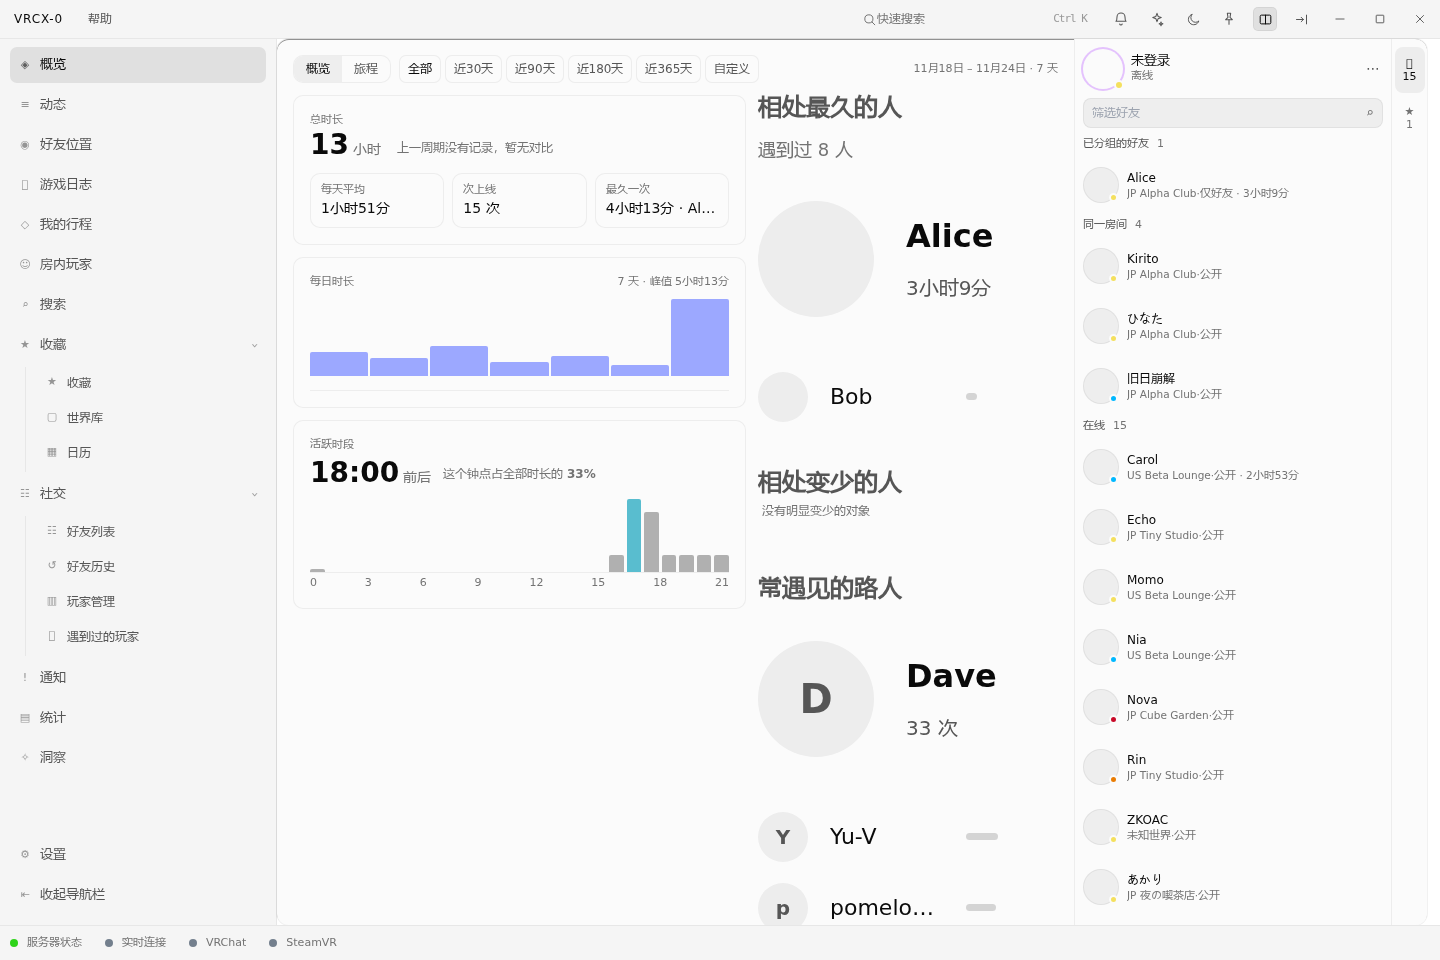 VRCX-0 帮助 快速搜索 Ctrl K
概览
动态
好友位置
游戏日志
我的行程
房内玩家
搜索
收藏
收藏
世界库
日历
社交
好友列表
好友历史
玩家管理
遇到过的玩家
通知
统计
洞察
设置
收起导航栏
概览 旅程 全部 近30天 近90天 近180天 近365天 自定义 11月18日 – 11月24日 · 7 天
总时长
13 小时 上一周期没有记录，暂无对比
每天平均
1小时51分
次上线
15 次
最久一次
4小时13分 · Al…
每日时长 7 天 · 峰值 5小时13分
活跃时段
18:00 前后 这个钟点占全部时长的 33%
0 3 6 9 12 15 18 21
相处最久的人
遇到过 8 人
Alice
3小时9分
Bob
相处变少的人
没有明显变少的对象
常遇见的路人
D
Dave
33 次
Y Yu-V
p pomelo…
未登录
离线
筛选好友
已分组的好友 1
Alice
JP Alpha Club·仅好友 · 3小时9分
同一房间 4
Kirito
JP Alpha Club·公开
ひなた
JP Alpha Club·公开
旧日崩解
JP Alpha Club·公开
在线 15
Carol
US Beta Lounge·公开 · 2小时53分
Echo
JP Tiny Studio·公开
Momo
US Beta Lounge·公开
Nia
US Beta Lounge·公开
Nova
JP Cube Garden·公开
Rin
JP Tiny Studio·公开
ZKOAC
未知世界·公开
あかり
JP 夜の喫茶店·公开
15
1
服务器状态 实时连接 VRChat SteamVR